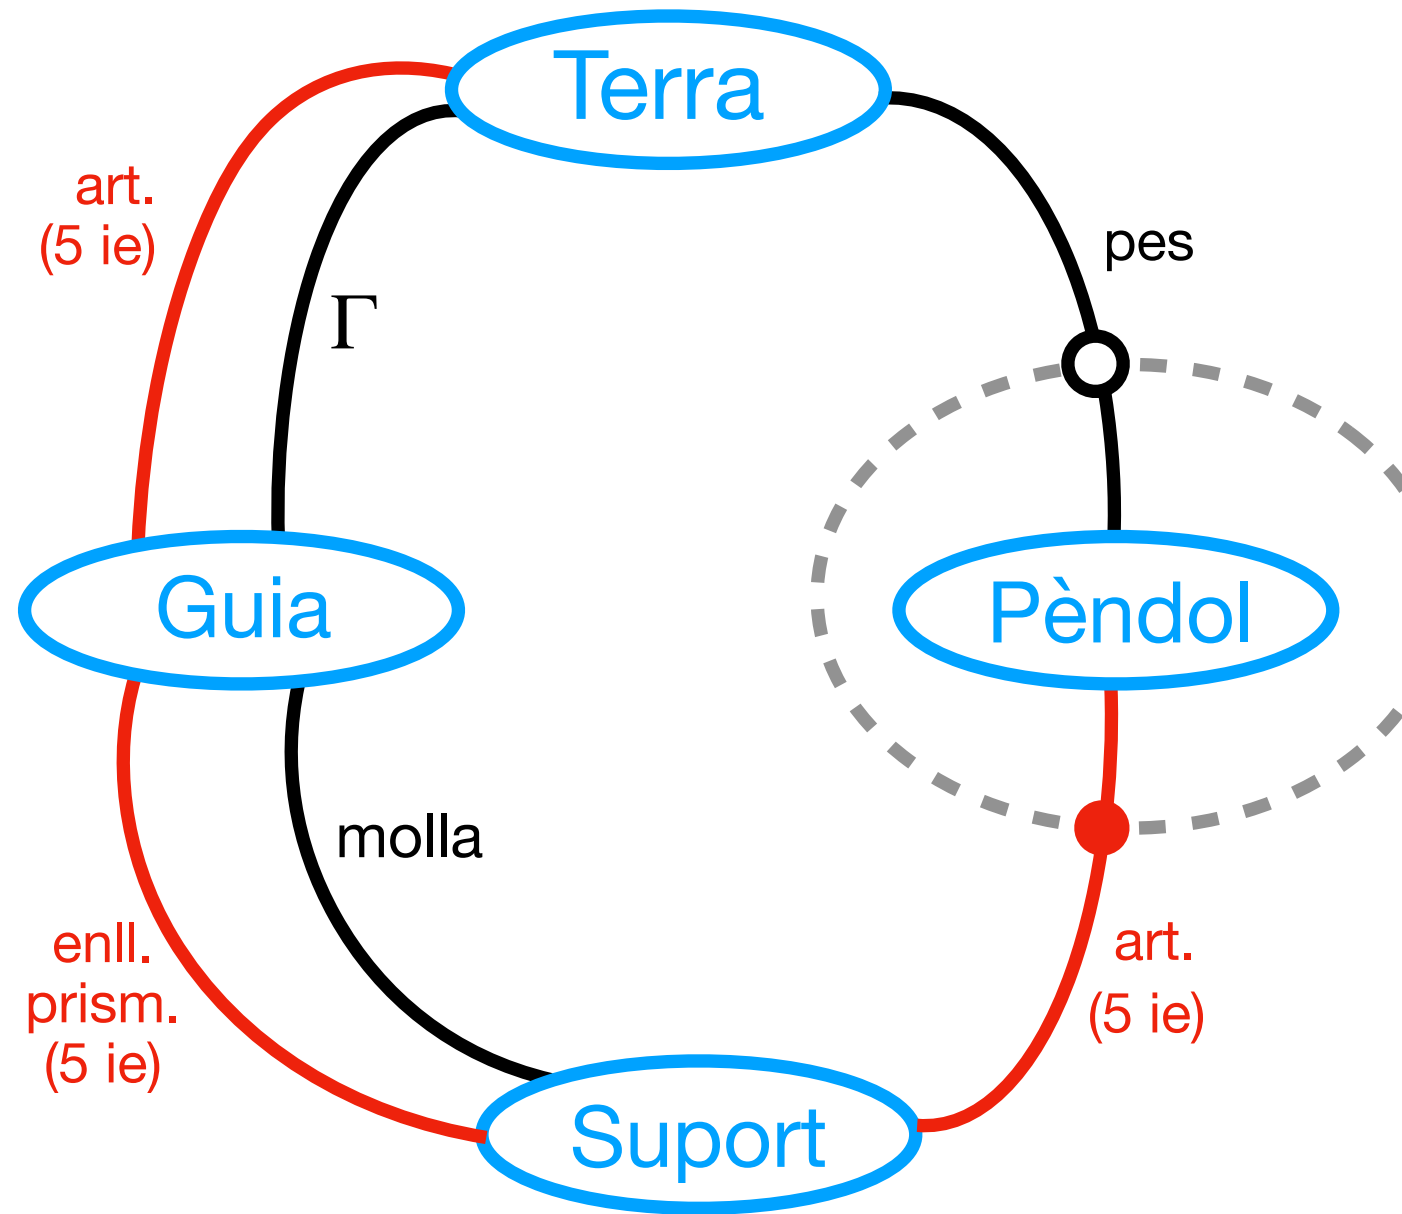 Terra
art.
(5 ie)
pes
Γ
Guia
Pèndol
molla
enll.
prism.
(5 ie)
art.
(5 ie)
Suport